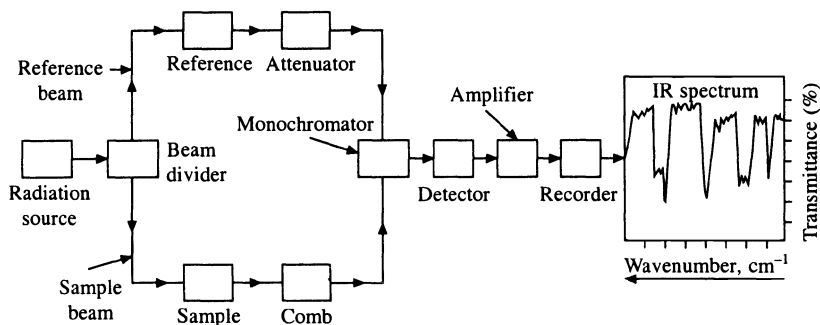 Reference
beam
Reference
Attenuator
Radiation
source
Beam
divider
Sample
beam
Sample
Comb
Monochromator
Detector
Amplifier
Recorder
IR spectrum
Transmittance (%)
Wavenumber, cm⁻¹